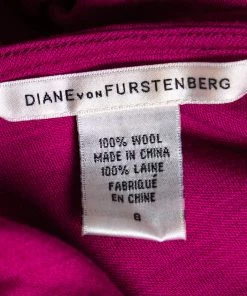 DIANE VON FURSTENBERG
100% WOOL
MADE IN CHINA
100% LAINE
FABRIQUÉ
EN CHINE
8